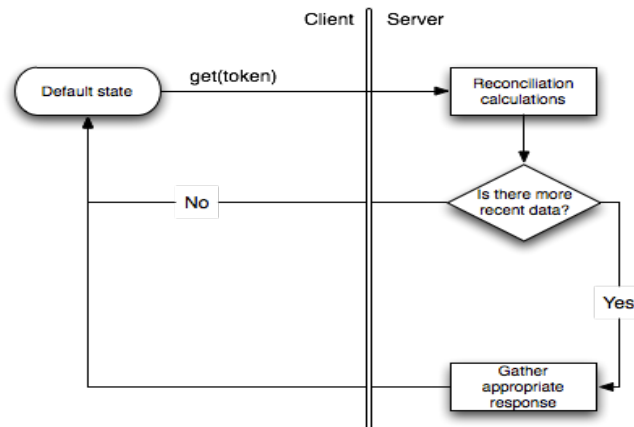 Client
Server
get(token)
Default state
Reconciliation
calculations
Is there more
recent data?
No
Yes
Gather
appropriate
response